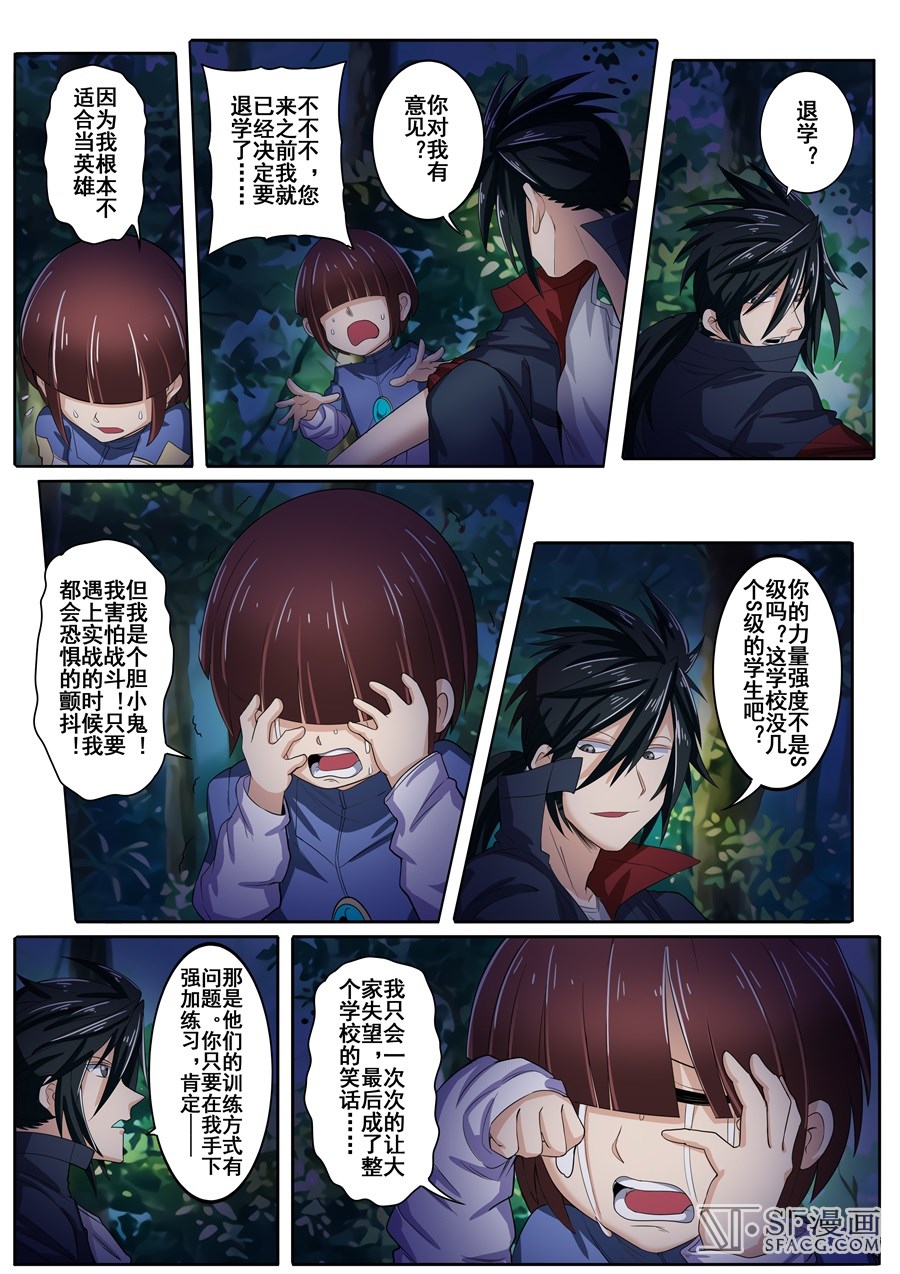 退学？
你对我有
意见？
不不不，您
来之前我就
已经决定要
退学了……
因为我根本不
适合当英雄
你的力量强度不是S
级吗？这学校没几
个S级的学生吧？
但我是个胆小鬼！
我害怕战斗！只要
遇上实战的时候我
都会恐惧的颤抖！
我只会一次次的让大
家失望，最后成了整
个学校的笑话……
那是他们的训练方式有
问题。你只要在我手下
强加练习，肯定——
SF漫画
SFACG.COM